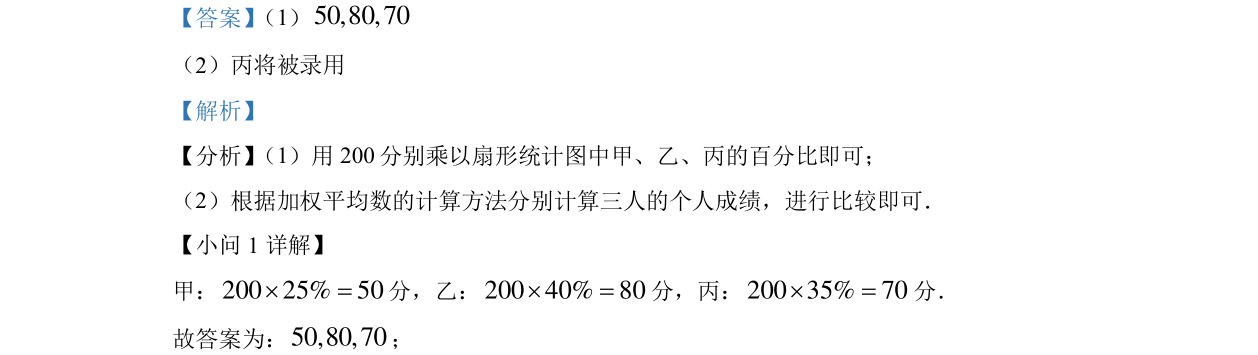 【答案】（1）50,80,70
（2）丙将被录用
【解析】
【分析】（1）用 200 分别乘以扇形统计图中甲、乙、丙的百分比即可；
（2）根据加权平均数的计算方法分别计算三人的个人成绩，进行比较即可．
【小问 1 详解】
甲：200×25% = 50 分，乙：200×40% = 80 分，丙：200×35% = 70 分．
故答案为：50,80,70；